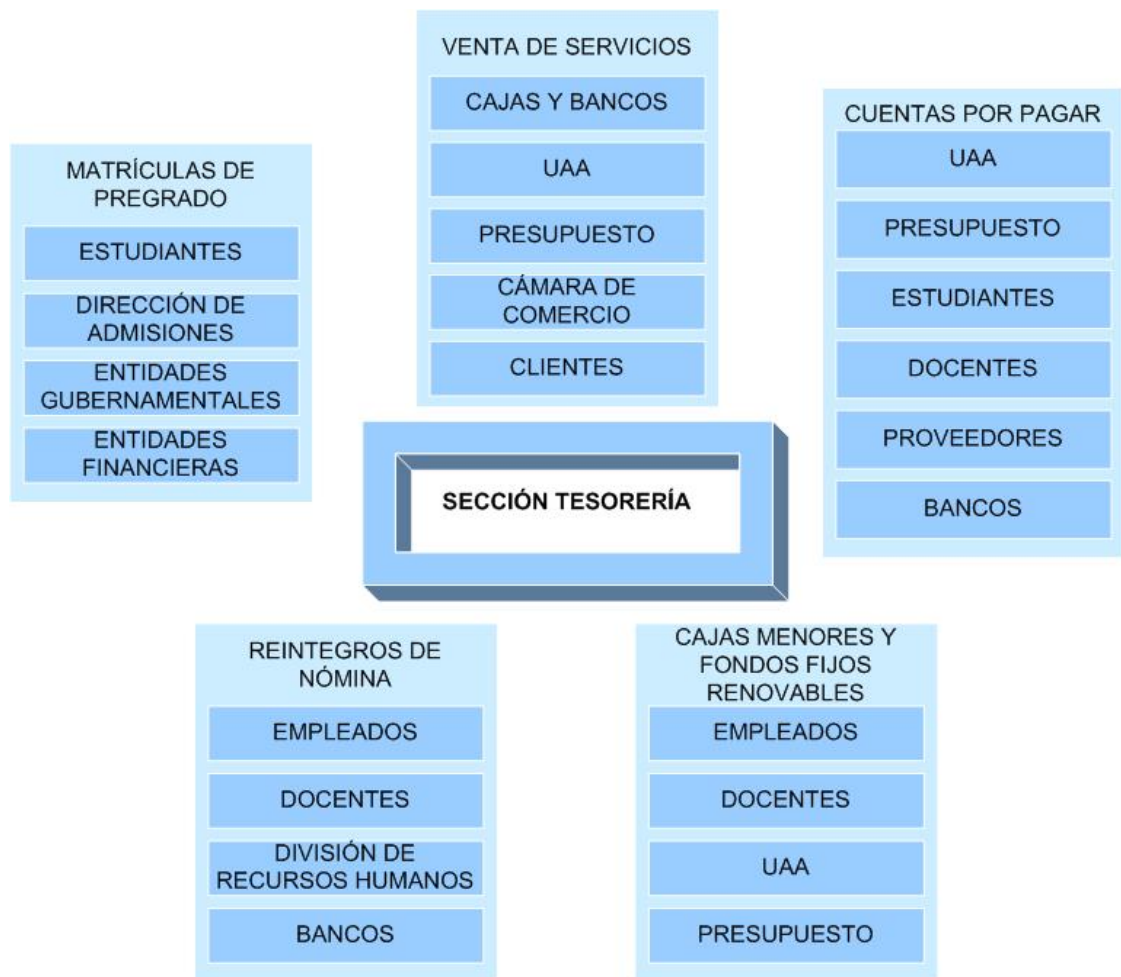 MATRÍCULAS DE
PREGRADO
ESTUDIANTES
DIRECCIÓN DE
ADMISIONES
ENTIDADES
GUBERNAMENTALES
ENTIDADES
FINANCIERAS
VENTA DE SERVICIOS
CAJAS Y BANCOS
UAA
PRESUPUESTO
CÁMARA DE
COMERCIO
CLIENTES
CUENTAS POR PAGAR
UAA
PRESUPUESTO
ESTUDIANTES
DOCENTES
PROVEEDORES
BANCOS
SECCIÓN TESORERÍA
REINTEGROS DE
NÓMINA
EMPLEADOS
DOCENTES
DIVISIÓN DE
RECURSOS HUMANOS
BANCOS
CAJAS MENORES Y
FONDOS FIJOS
RENOVABLES
EMPLEADOS
DOCENTES
UAA
PRESUPUESTO